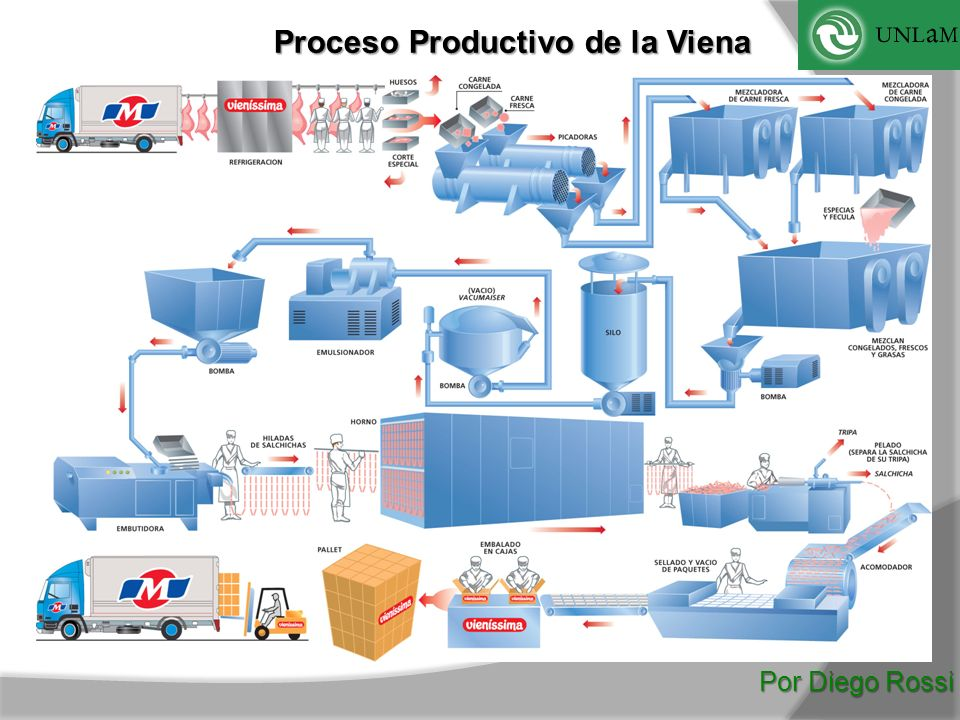 Proceso Productivo de la Viena
UNLaM
M
vieníssima
REFRIGERACION
HUESOS
CORTE
ESPECIAL
CARNE
CONGELADA
CARNE
FRESCA
PICADORAS
MEZCLADORA
DE CARNE FRESCA
MEZCLADORA
DE CARNE
CONGELADA
ESPECIAS
Y FECULA
MEZCLAN
CONGELADOS, FRESCOS
Y GRASAS
BOMBA
SILO
(VACIO)
VACUMAISER
BOMBA
EMULSIONADOR
BOMBA
EMBUTIDORA
HILADAS
DE SALCHICHAS
HORNO
TRIPA
PELADO
(SEPARA LA SALCHICHA
DE SU TRIPA)
SALCHICHA
ACOMODADOR
SELLADO Y VACIO
DE PAQUETES
EMBALADO
EN CAJAS
vieníssima
PALLET
vieníssima
vieníssima
M
M
Por Diego Rossi